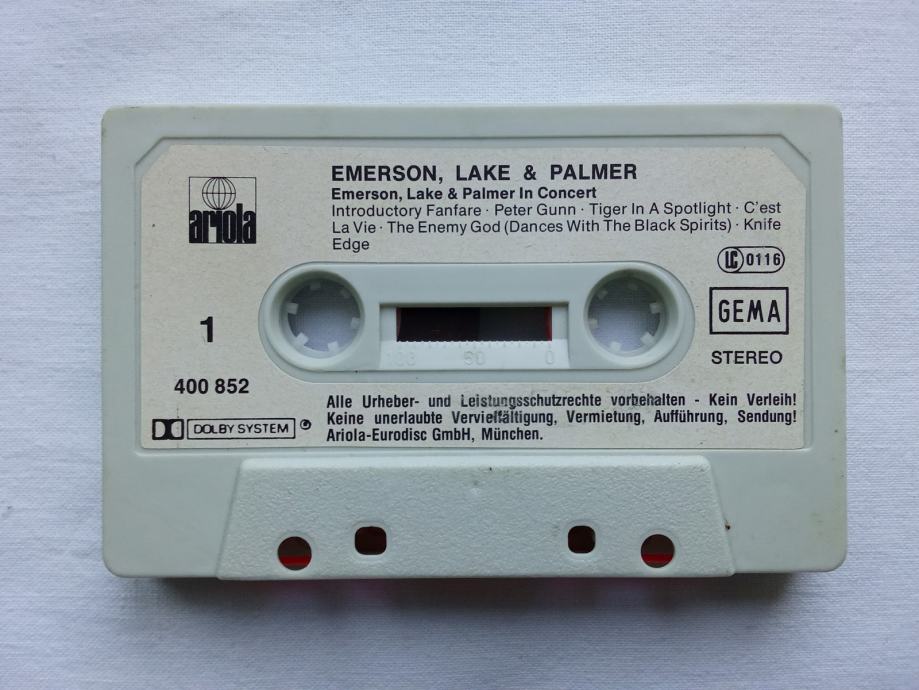 EMERSON, LAKE & PALMER
Emerson, Lake & Palmer In Concert
Introductory Fanfare · Peter Gunn · Tiger In A Spotlight · C'est
La Vie · The Enemy God (Dances With The Black Spirits) · Knife
Edge
ariola
LC 0116
GEMA
1
STEREO
100 50 0
400 852
DOLBY SYSTEM ℗
Alle Urheber- und Leistungsschutzrechte vorbehalten - Kein Verleih!
Keine unerlaubte Vervielfältigung, Vermietung, Aufführung, Sendung!
Ariola-Eurodisc GmbH, München.